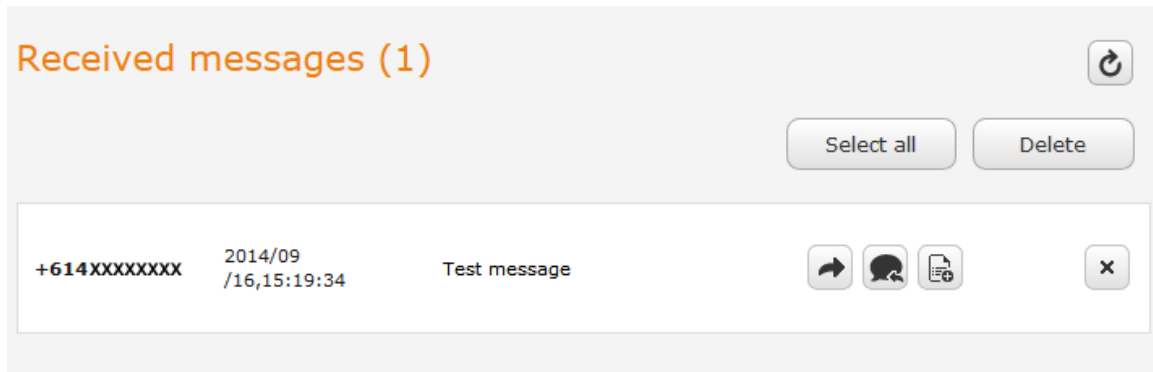 Received messages (1)
Select all
Delete
+614XXXXXXXX
2014/09
/16,15:19:34
Test message